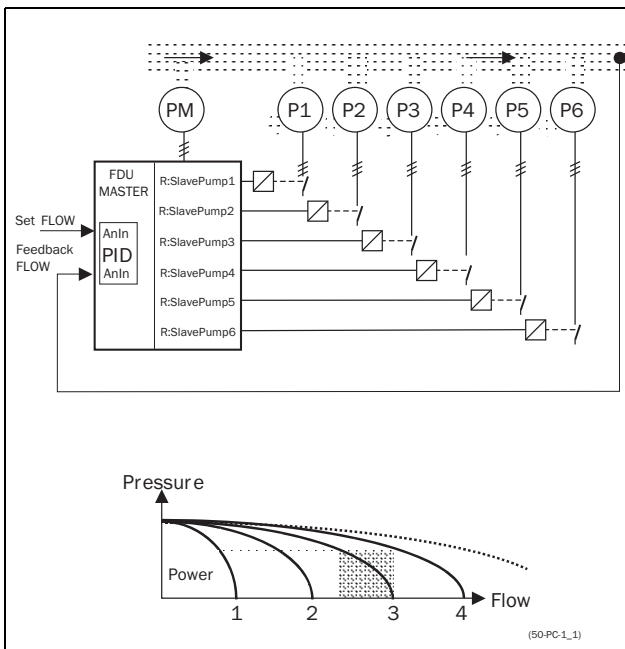 PM P1 P2 P3 P4 P5 P6
FDU
MASTER
R:SlavePump1
R:SlavePump2
R:SlavePump3
R:SlavePump4
R:SlavePump5
R:SlavePump6
Set FLOW
Feedback
FLOW
AnIn
PID
AnIn
Pressure
Power
1 2 3 4
Flow
(50-PC-1_1)